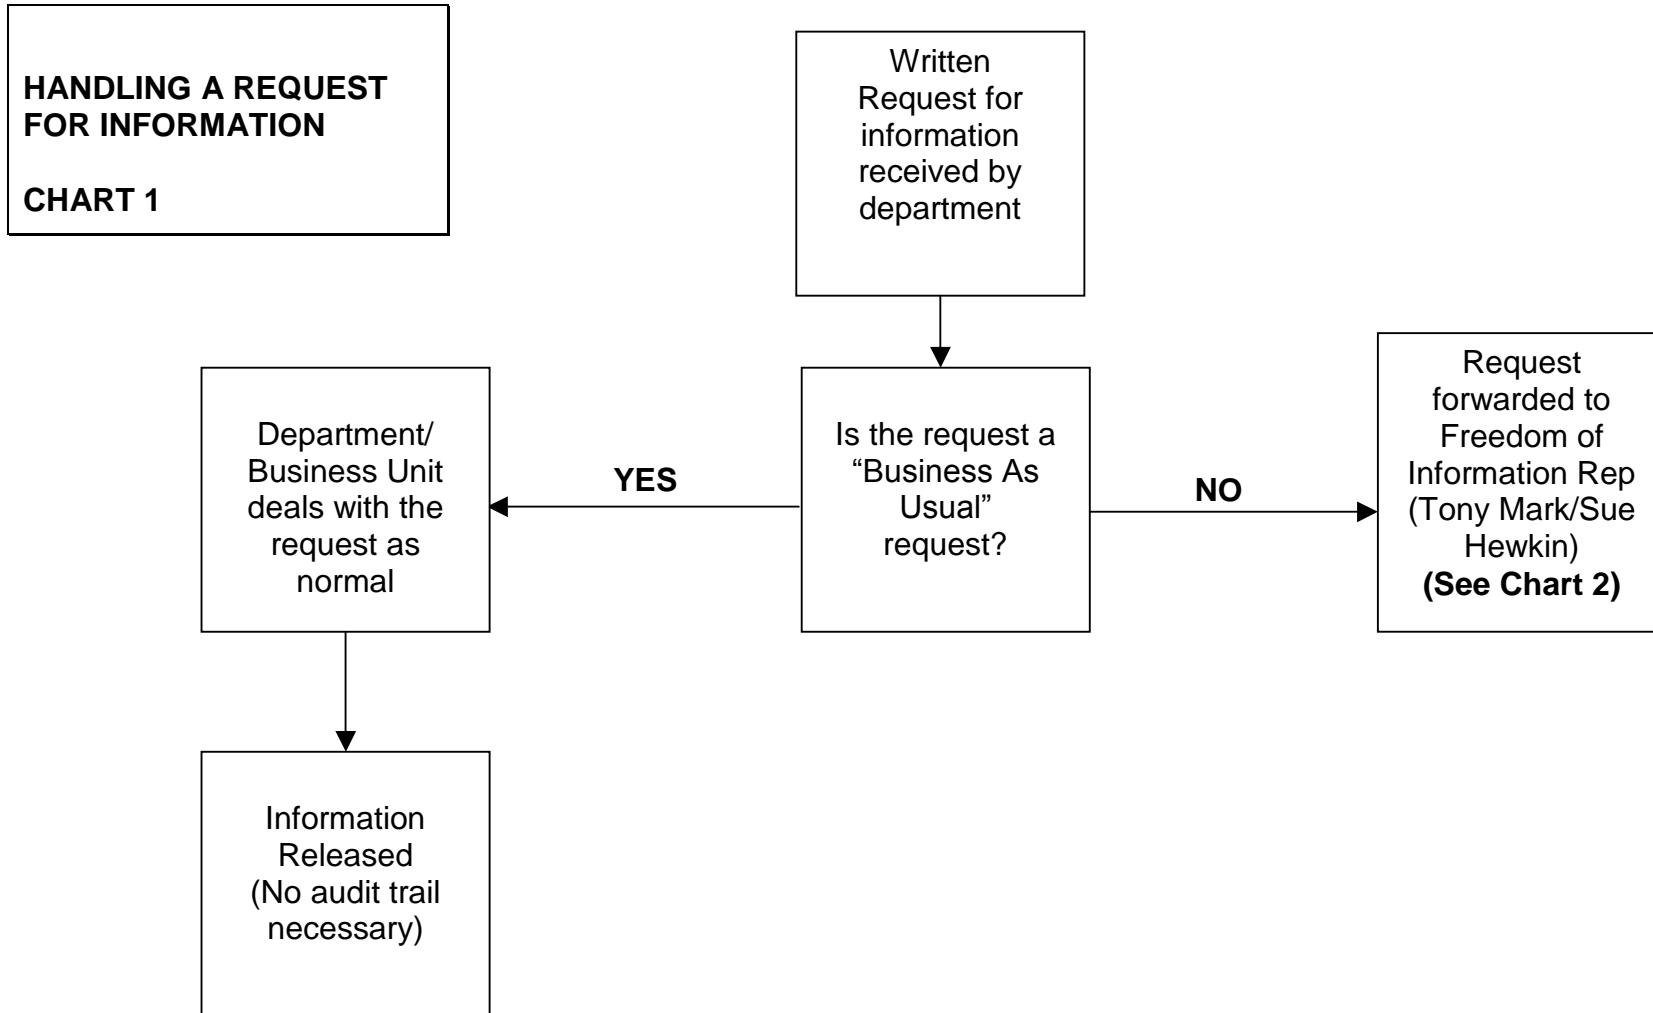 HANDLING A REQUEST
FOR INFORMATION
CHART 1
Written
Request for
information
received by
department
Department/
Business Unit
deals with the
request as
normal
YES
Is the request a
“Business As
Usual”
request?
NO
Request
forwarded to
Freedom of
Information Rep
(Tony Mark/Sue
Hewkin)
(See Chart 2)
Information
Released
(No audit trail
necessary)